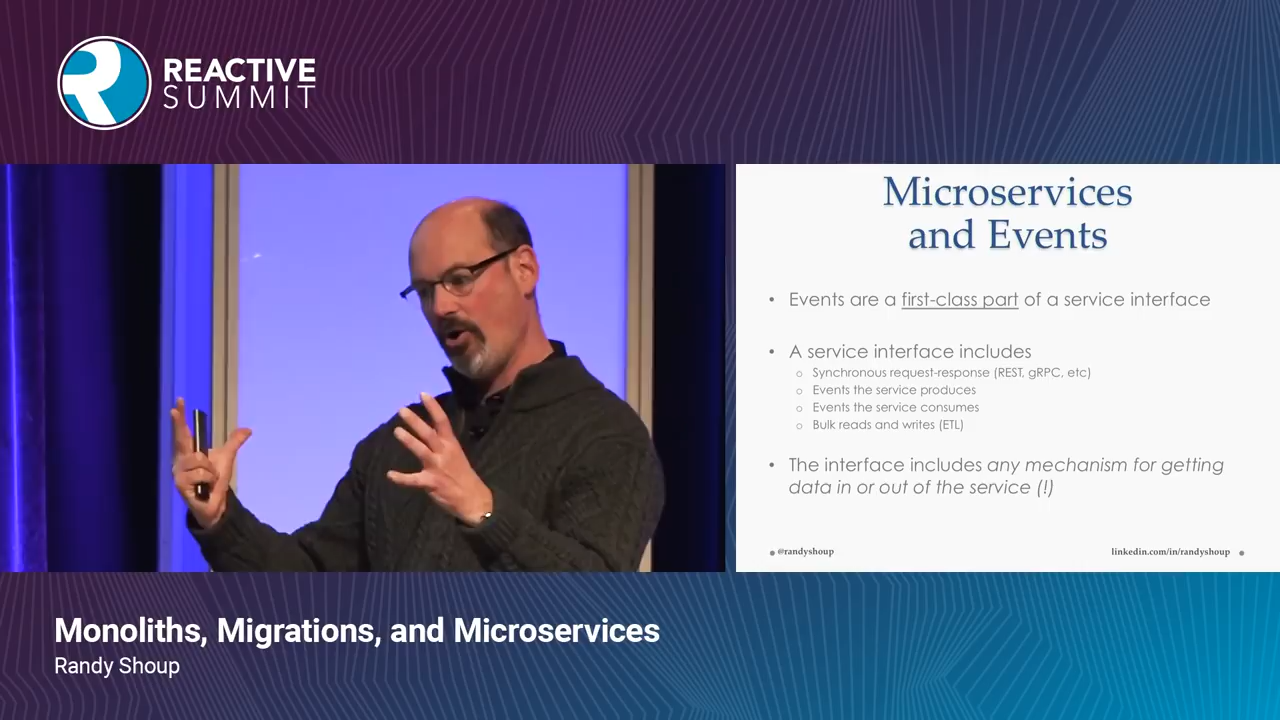 REACTIVE
SUMMIT
Microservices
and Events
• Events are a first-class part of a service interface
• A service interface includes
o Synchronous request-response (REST, gRPC, etc)
o Events the service produces
o Events the service consumes
o Bulk reads and writes (ETL)
• The interface includes any mechanism for getting
data in or out of the service (!)
@randyshoup
linkedin.com/in/randyshoup
Monoliths, Migrations, and Microservices
Randy Shoup